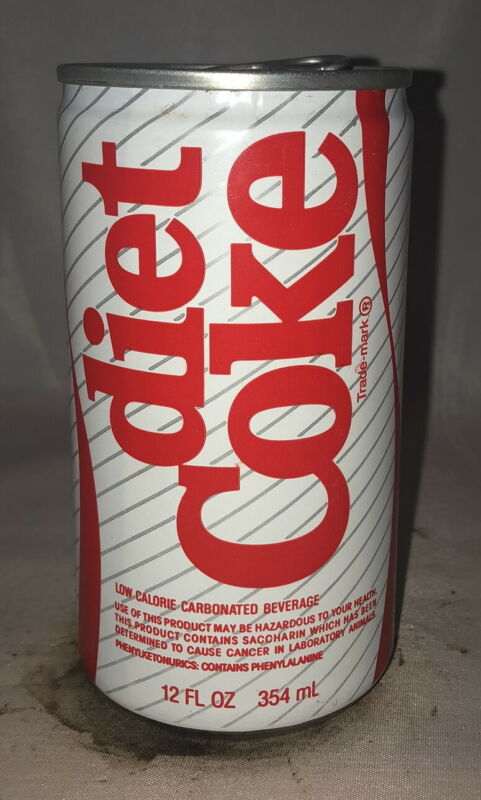 diet
Coke
Trade-mark ®
LOW CALORIE CARBONATED BEVERAGE
USE OF THIS PRODUCT MAY BE HAZARDOUS TO YOUR HEALTH.
THIS PRODUCT CONTAINS SACCHARIN WHICH HAS BEEN
DETERMINED TO CAUSE CANCER IN LABORATORY ANIMALS.
PHENYLKETONURICS: CONTAINS PHENYLALANINE
12 FL OZ 354 mL